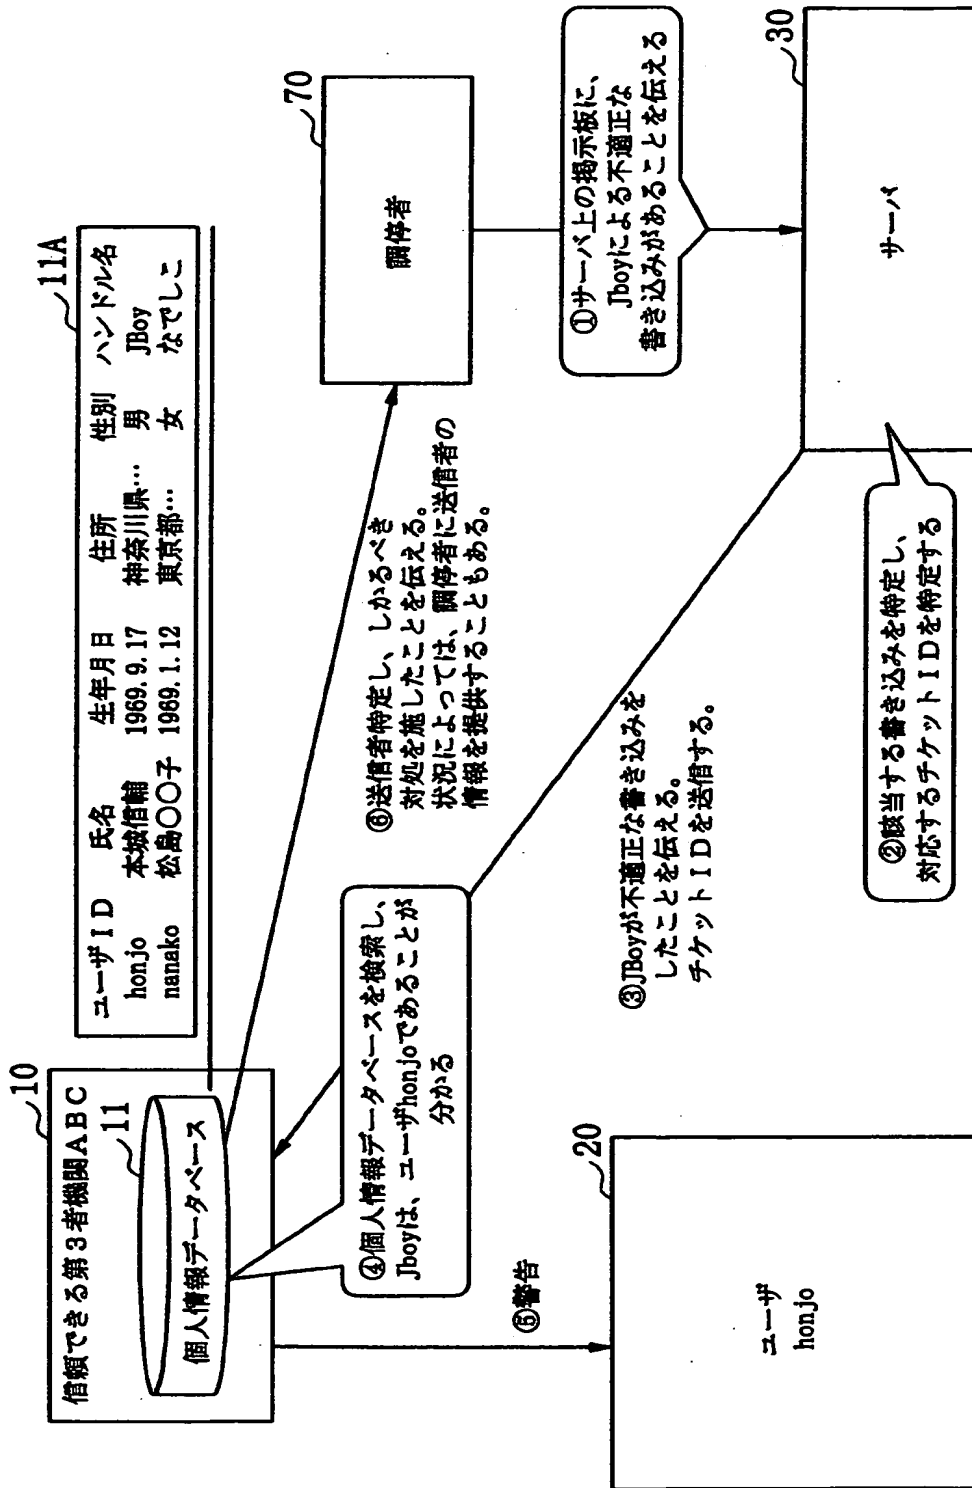 10
信頼できる第3者機関ABC
11
個人情報データベース
11A
ユーザID 氏名 生年月日 住所 性別 ハンドル名
honjo 本城信輔 1969.9.17 神奈川県… 男 JBoy
nanako 松島〇〇子 1969.1.12 東京都… 女 なでしこ
70
調停者
①サーバ上の掲示板に、
Jboyによる不適正な
書き込みがあることを伝える
30
サーバ
②該当する書き込みを特定し、
対応するチケットIDを特定する
③JBoyが不適正な書き込みを
したことを伝える。
チケットIDを送信する。
④個人情報データベースを検索し、
Jboyは、ユーザhonjoであることが
分かる
⑤警告
20
ユーザ
honjo
⑥送信者特定し、しかるべき
対処を施したことを伝える。
状況によっては、調停者に送信者の
情報を提供することもある。